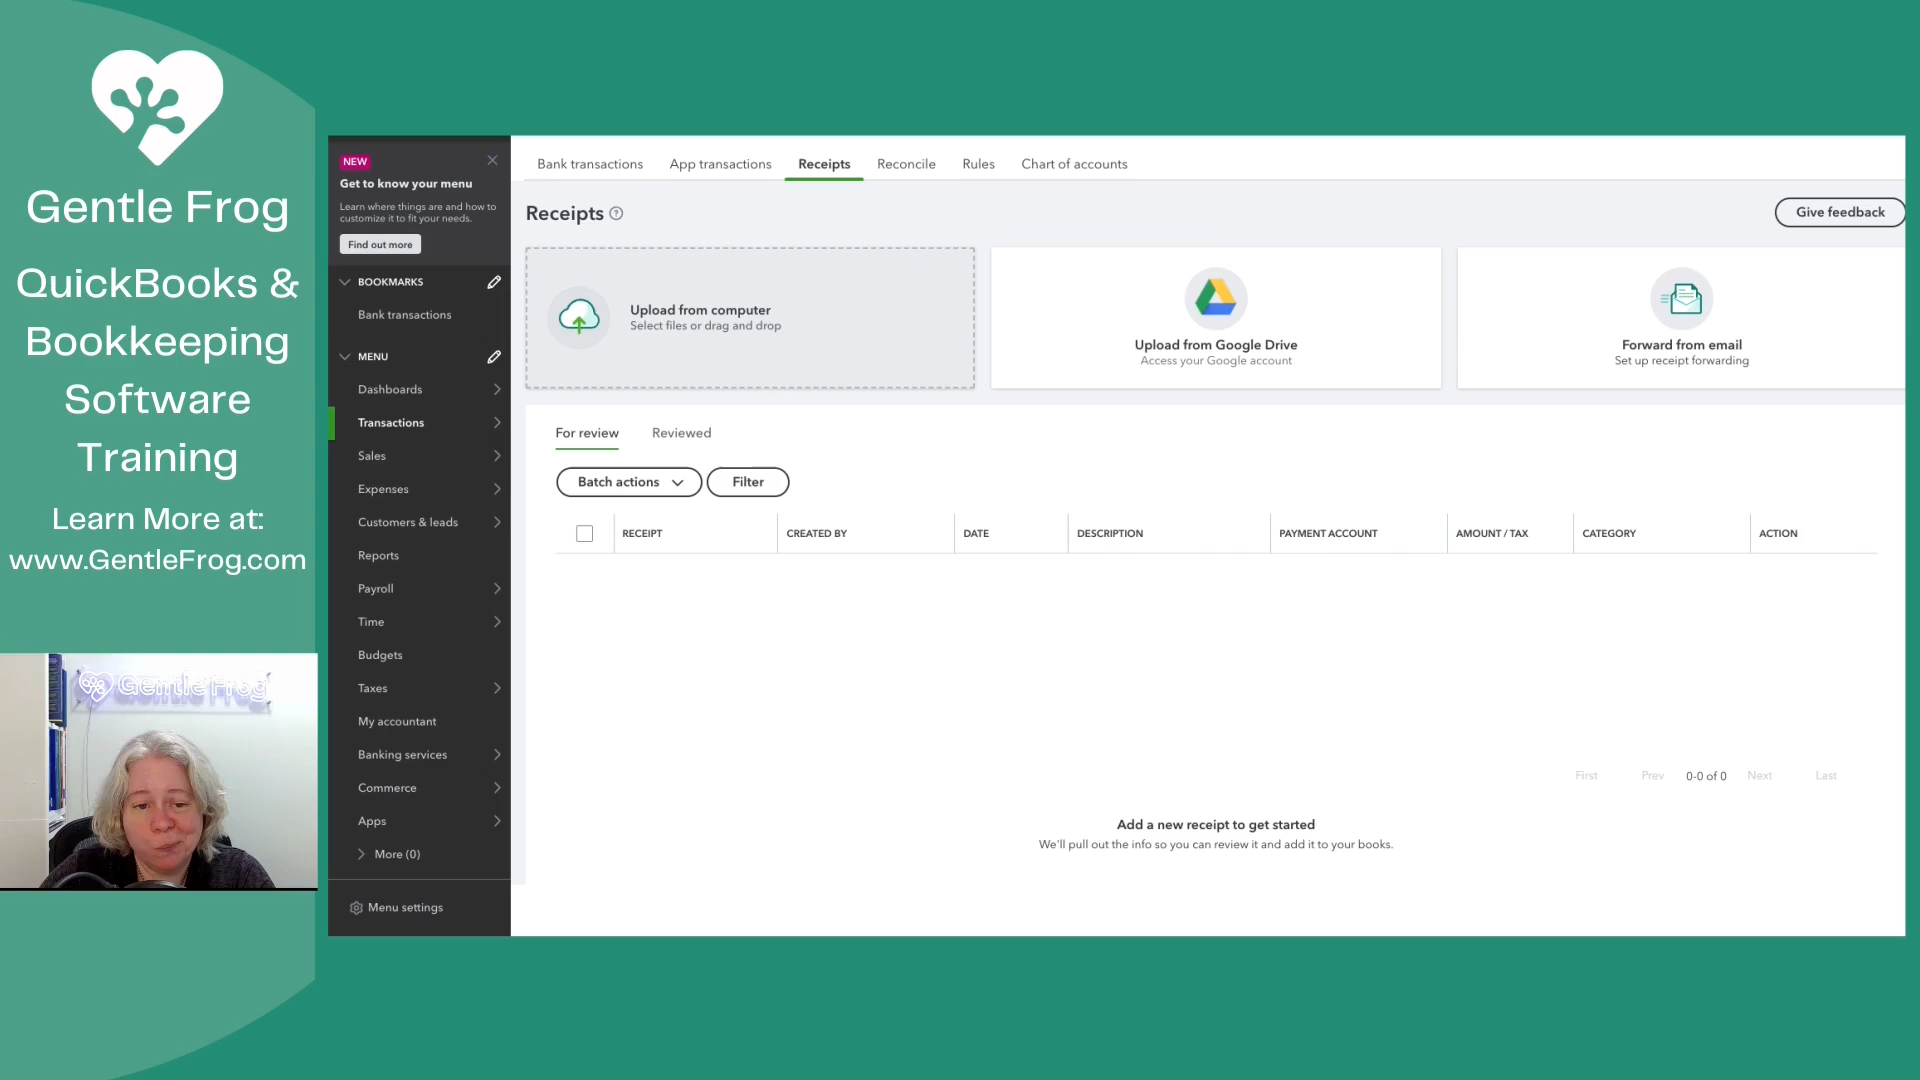 Gentle Frog
QuickBooks &
Bookkeeping
Software
Training
Learn More at:
www.GentleFrog.com
Gentle Frog
NEW
Get to know your menu
Learn where things are and how to
customize it to fit your needs.
Find out more
BOOKMARKS
Bank transactions
MENU
Dashboards
Transactions
Sales
Expenses
Customers & leads
Reports
Payroll
Time
Budgets
Taxes
My accountant
Banking services
Commerce
Apps
More (0)
Menu settings
Bank transactions App transactions Receipts Reconcile Rules Chart of accounts
Receipts ?
Give feedback
Upload from computer
Select files or drag and drop
Upload from Google Drive
Access your Google account
Forward from email
Set up receipt forwarding
For review Reviewed
Batch actions Filter
RECEIPT CREATED BY DATE DESCRIPTION PAYMENT ACCOUNT AMOUNT / TAX CATEGORY ACTION
First Prev 0-0 of 0 Next Last
Add a new receipt to get started
We'll pull out the info so you can review it and add it to your books.